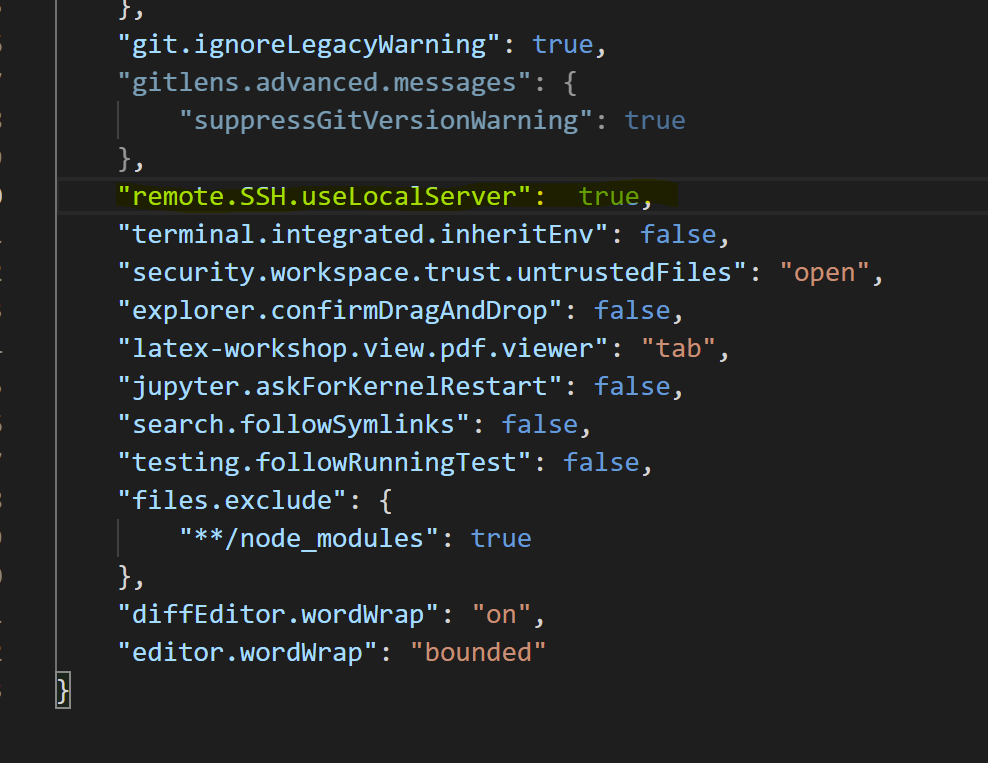 },
"git.ignoreLegacyWarning": true,
"gitlens.advanced.messages": {
"suppressGitVersionWarning": true
},
"remote.SSH.useLocalServer":  true,
"terminal.integrated.inheritEnv": false,
"security.workspace.trust.untrustedFiles": "open",
"explorer.confirmDragAndDrop": false,
"latex-workshop.view.pdf.viewer": "tab",
"jupyter.askForKernelRestart": false,
"search.followSymlinks": false,
"testing.followRunningTest": false,
"files.exclude": {
"**/node_modules": true
},
"diffEditor.wordWrap": "on",
"editor.wordWrap": "bounded"
}